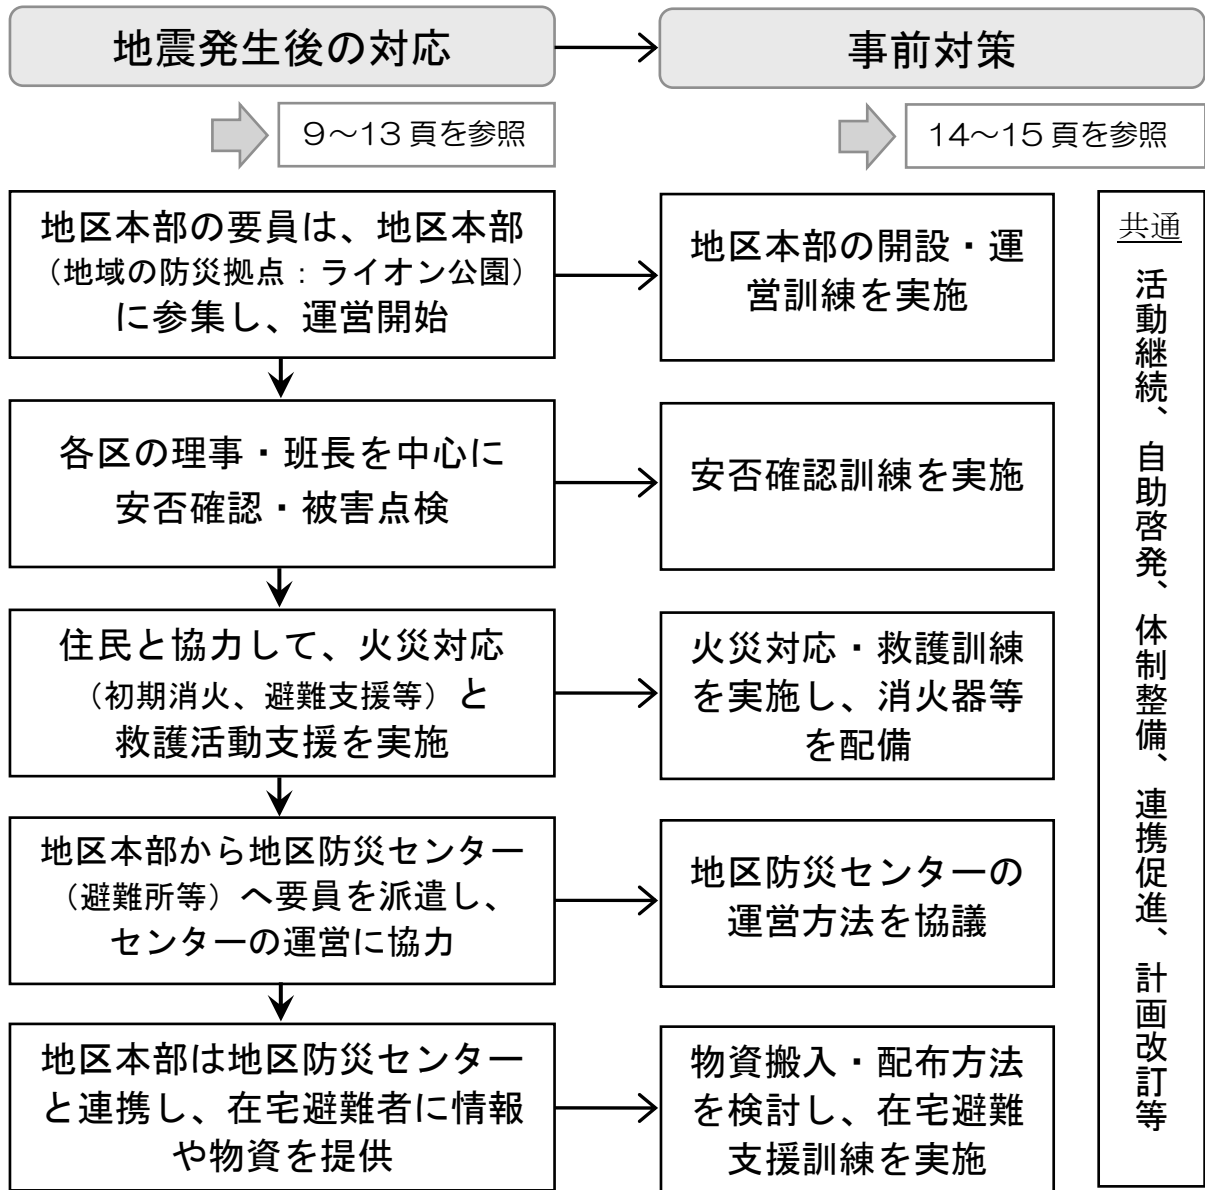 地震発生後の対応
事前対策
9～13頁を参照
14～15頁を参照
地区本部の要員は、地区本部
（地域の防災拠点：ライオン公園）
に参集し、運営開始
地区本部の開設・運
営訓練を実施
各区の理事・班長を中心に
安否確認・被害点検
安否確認訓練を実施
住民と協力して、火災対応
（初期消火、避難支援等）と
救護活動支援を実施
火災対応・救護訓練
を実施し、消火器等
を配備
地区本部から地区防災センター
（避難所等）へ要員を派遣し、
センターの運営に協力
地区防災センターの
運営方法を協議
地区本部は地区防災センター
と連携し、在宅避難者に情報
や物資を提供
物資搬入・配布方法
を検討し、在宅避難
支援訓練を実施
共通
活動継続、自助啓発、体制整備、連携促進、計画改訂等